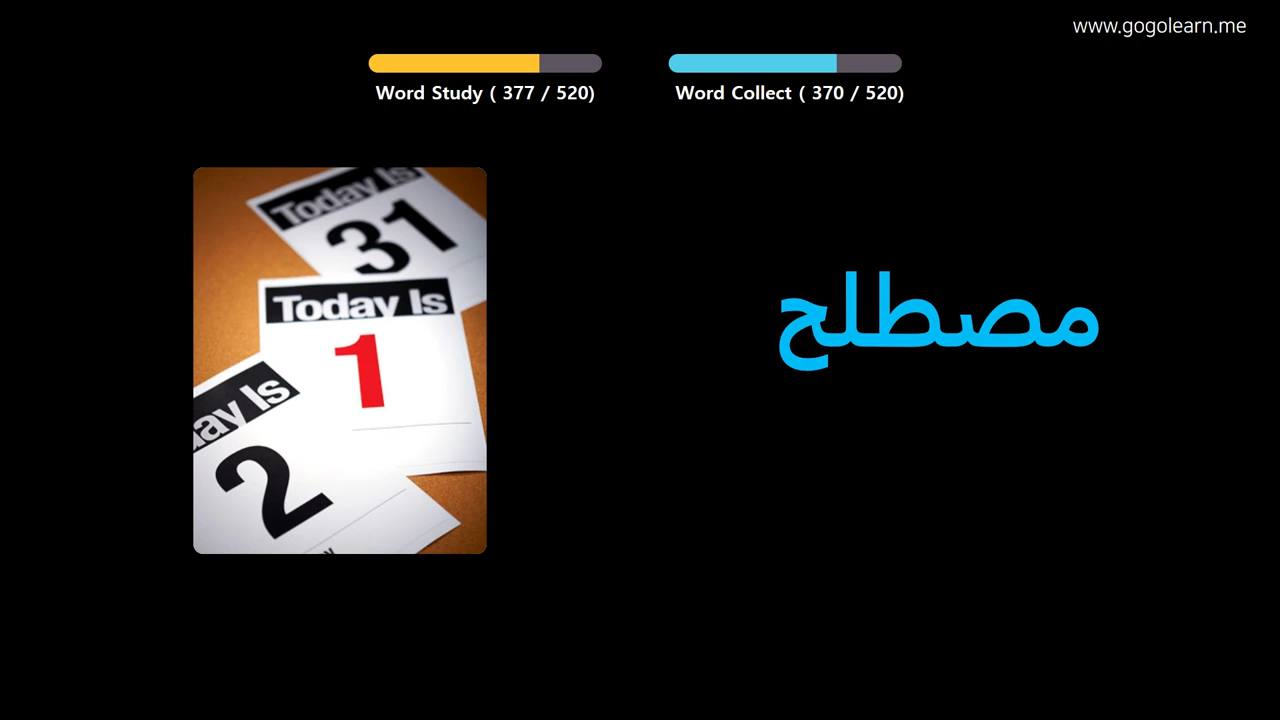 www.gogolearn.me
Word Study ( 377 / 520)
Word Collect ( 370 / 520)
Today Is
31
Today Is
1
ay Is
2
مصطلح